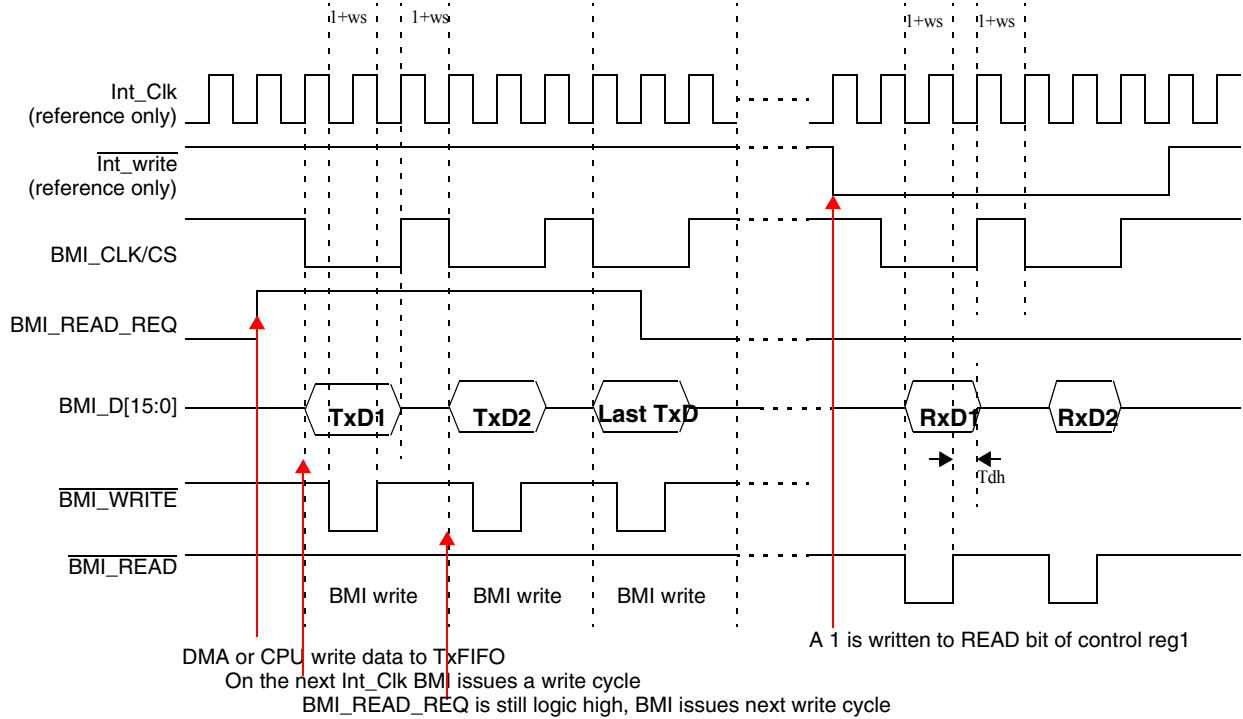 1+ws 1+ws 1+ws 1+ws
Int_Clk
(reference only)
Int_write
(reference only)
BMI_CLK/CS
BMI_READ_REQ
BMI_D[15:0] TxD1 TxD2 Last TxD RxD1 RxD2
Tdh
BMI_WRITE
BMI_READ
BMI write BMI write BMI write
A 1 is written to READ bit of control reg1
DMA or CPU write data to TxFIFO
On the next Int_Clk BMI issues a write cycle
BMI_READ_REQ is still logic high, BMI issues next write cycle